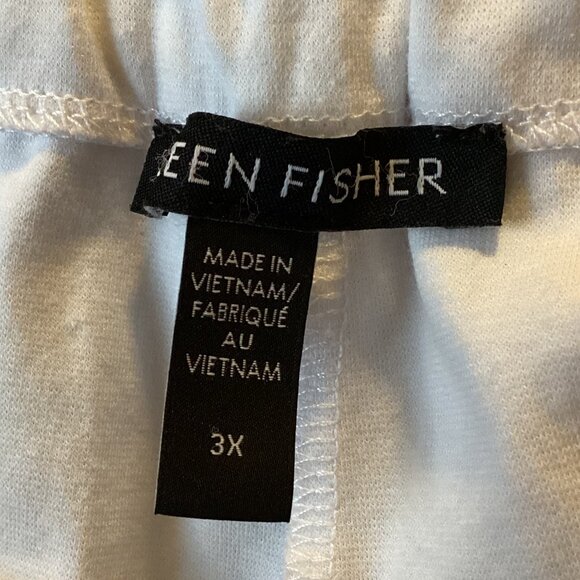 EEN FISHER
MADE IN
VIETNAM/
FABRIQUÉ
AU
VIETNAM
3X